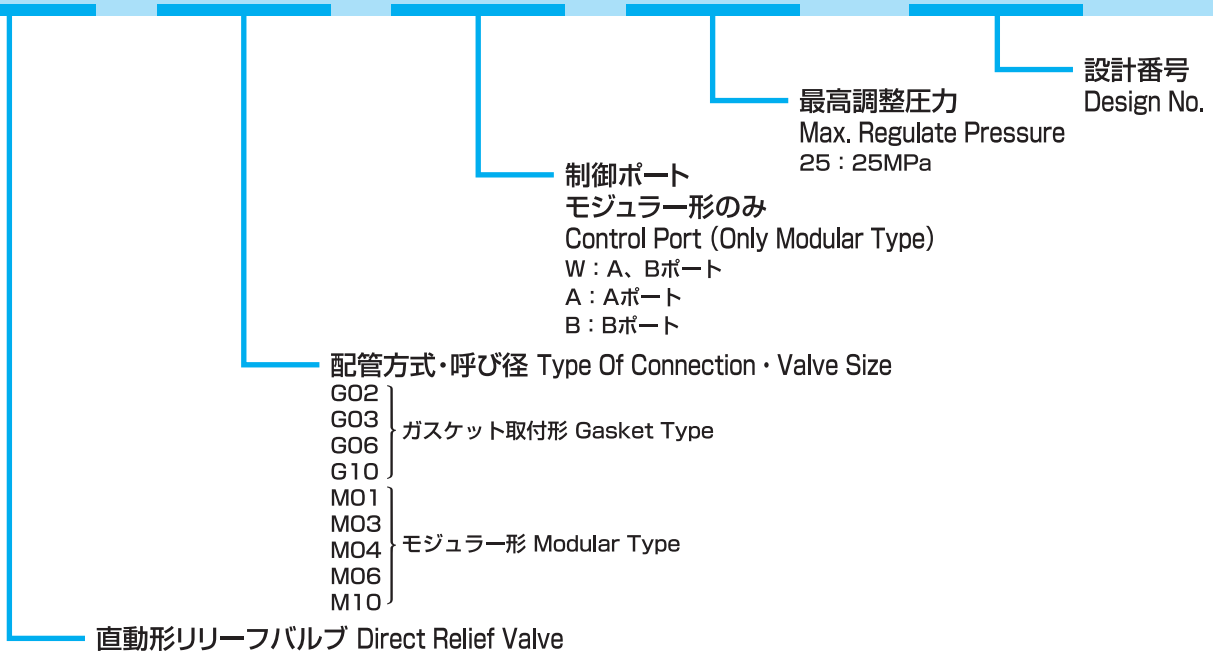 設計番号
Design No.
最高調整圧力
Max. Regulate Pressure
25：25MPa
制御ポート
モジュラー形のみ
Control Port（Only Modular Type）
W：A、Bポート
A：Aポート
B：Bポート
配管方式・呼び径 Type Of Connection・Valve Size
G02
G03
G06
G10
ガスケット取付形 Gasket Type
M01
M03
M04
M06
M10
モジュラー形 Modular Type
直動形リリーフバルブ Direct Relief Valve